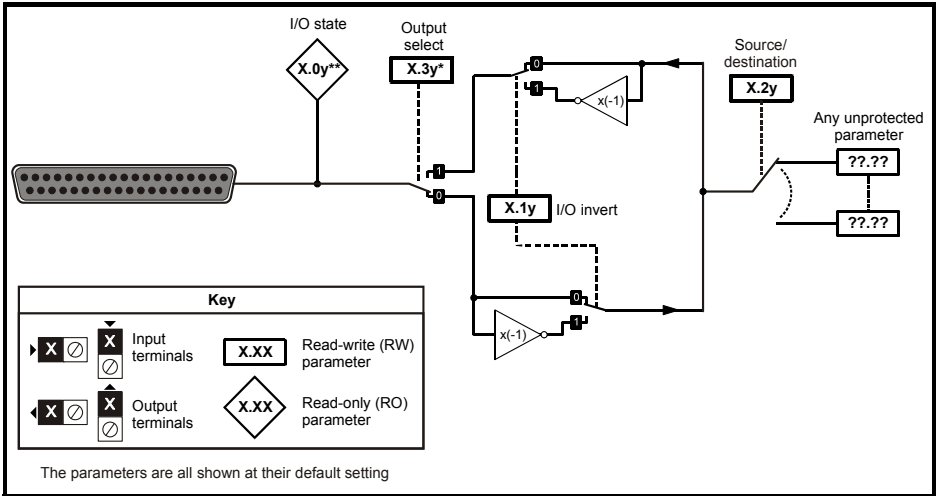 I/O state
X.0y**
Output
select
X.3y*
0
1
x(-1)
Source/
destination
X.2y
Any unprotected
parameter
??.??
??.??
1
0
X.1y
I/O invert
0
1
x(-1)
Key
X
X
Input
terminals
X.XX
Read-write (RW)
parameter
X
X
Output
terminals
X.XX
Read-only (RO)
parameter
The parameters are all shown at their default setting